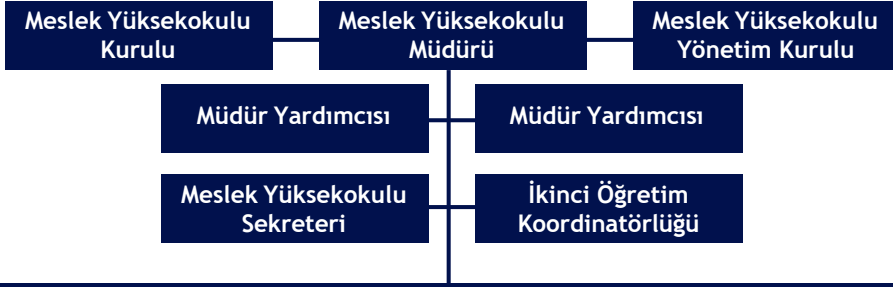 Meslek Yüksekokulu
Kurulu
Meslek Yüksekokulu
Müdürü
Meslek Yüksekokulu
Yönetim Kurulu
Müdür Yardımcısı
Müdür Yardımcısı
Meslek Yüksekokulu
Sekreteri
İkinci Öğretim
Koordinatörlüğü